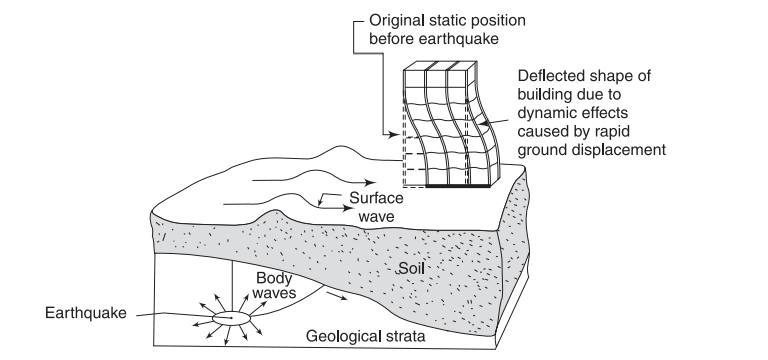 Original static position
before earthquake
Deflected shape of
building due to
dynamic effects
caused by rapid
ground displacement
Surface
wave
Soil
Body
waves
Earthquake
Geological strata